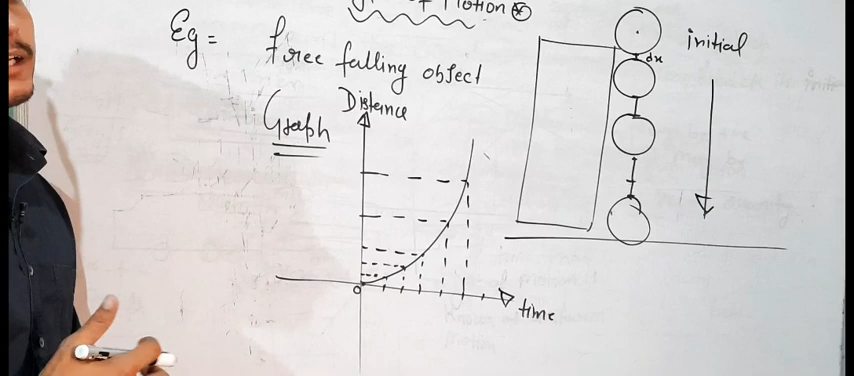 Motion
Eg = free falling object
Graph
Distance
0
time
initial
dx